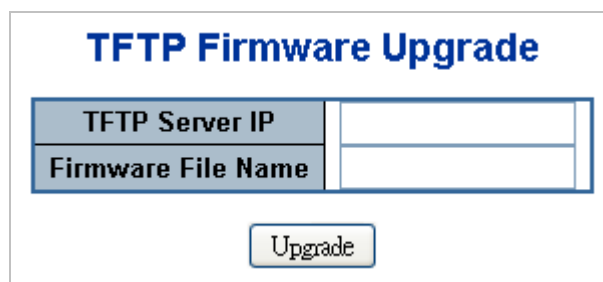 TFTP Firmware Upgrade
TFTP Server IP
Firmware File Name
Upgrade